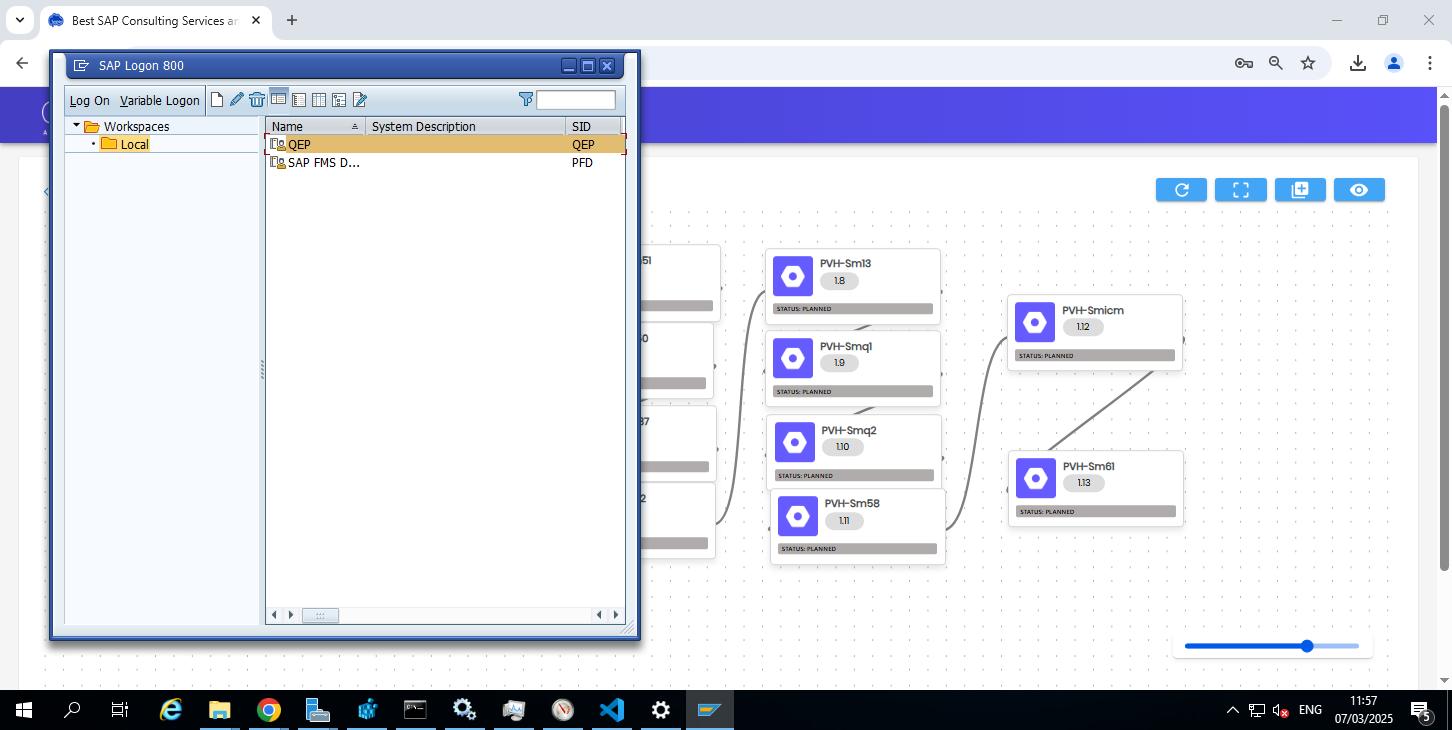 Best SAP Consulting Services ar
SAP Logon 800
Log On Variable Logon
Workspaces
Local
Name System Description SID
QEP QEP
SAP FMS D... PFD
51
0
37
2
PVH-Sm13
1.8
STATUS: PLANNED
PVH-Smq1
1.9
STATUS: PLANNED
PVH-Smq2
1.10
STATUS: PLANNED
PVH-Sm58
1.11
STATUS: PLANNED
PVH-Smicm
1.12
STATUS: PLANNED
PVH-Sm61
1.13
STATUS: PLANNED
ENG
11:57
07/03/2025
5